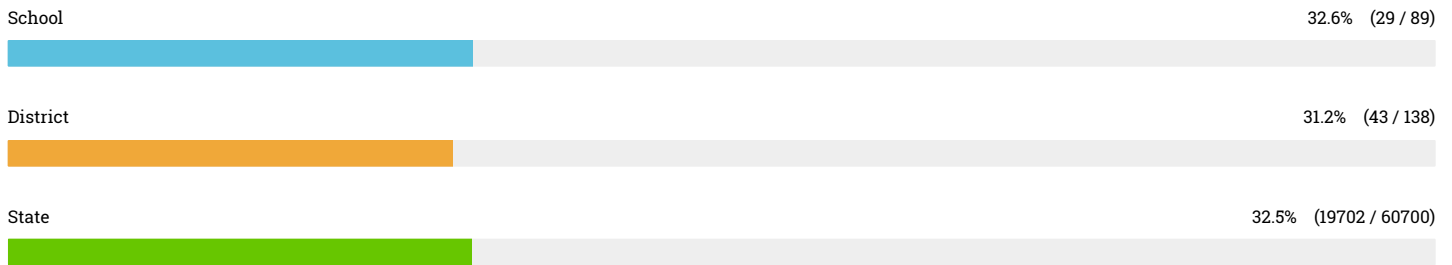 School 32.6% (29 / 89)
District 31.2% (43 / 138)
State 32.5% (19702 / 60700)